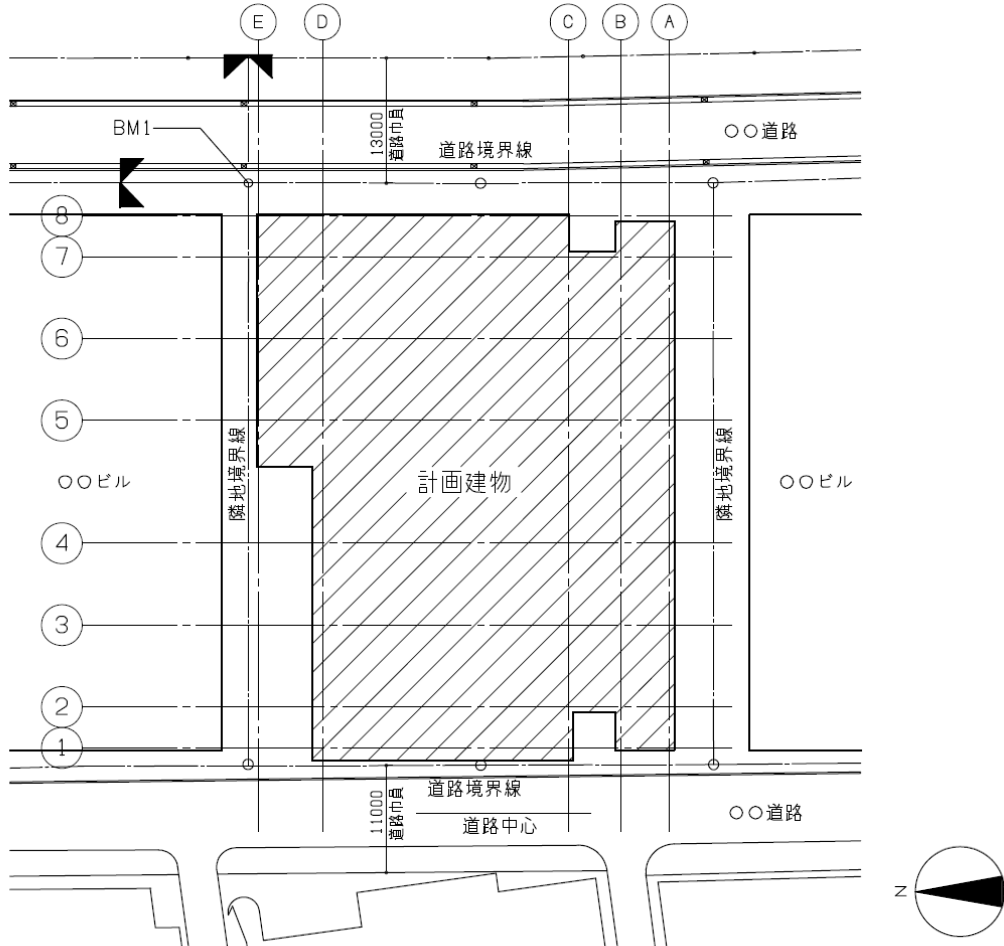 E
D
C
B
A
BM1
13000
道路巾員
道路境界線
○○道路
8
7
6
5
4
3
2
1
○○ビル
隣地境界線
計画建物
隣地境界線
○○ビル
11000
道路巾員
道路境界線
道路中心
○○道路
N